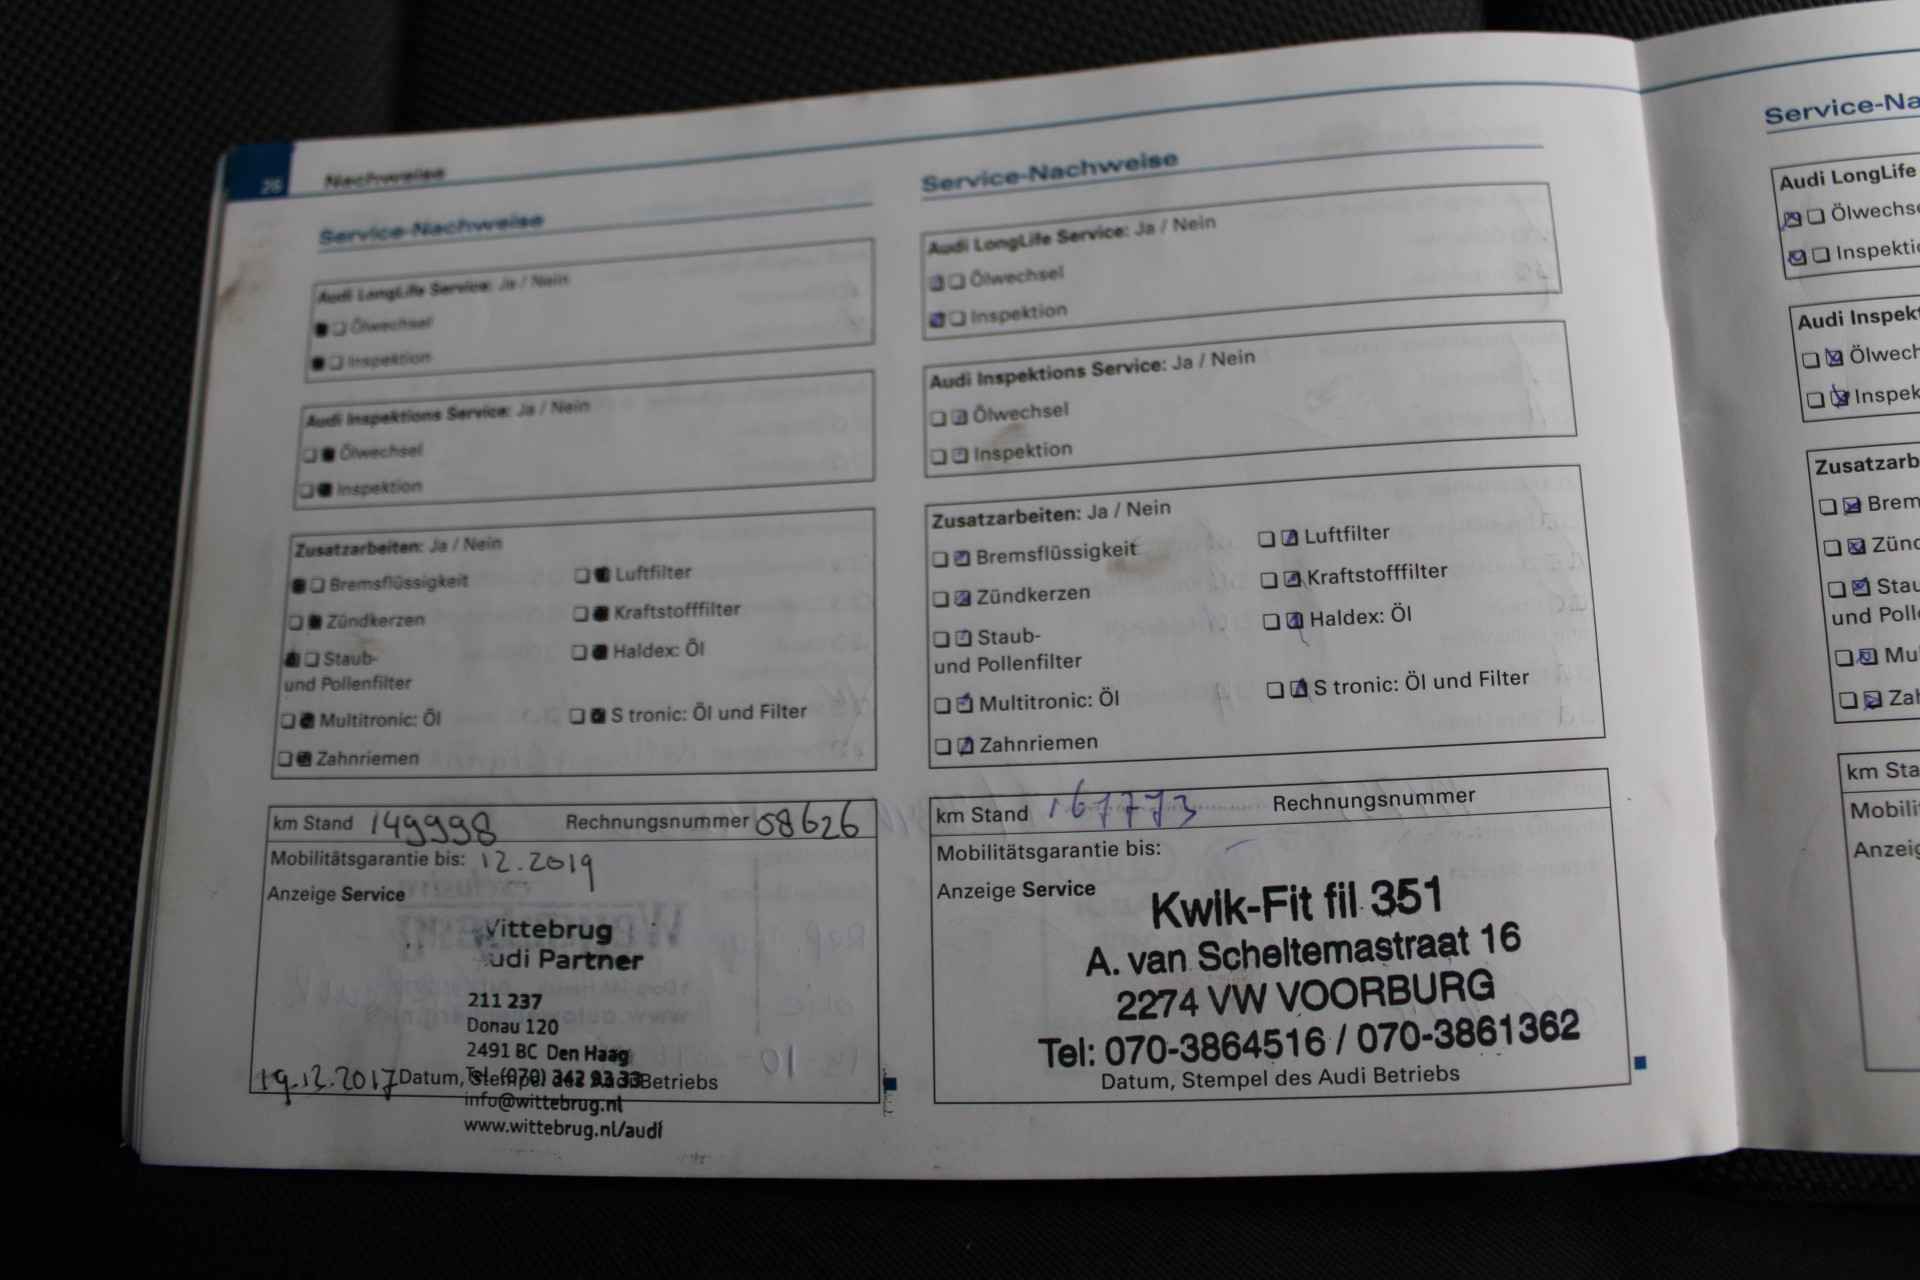 26 Nachweise
Service-Nachweise
Audi LongLife Service: Ja / Nein
Ölwechsel
Inspektion
Audi Inspektions Service: Ja / Nein
Ölwechsel
Inspektion
Zusatzarbeiten: Ja / Nein
Bremsflüssigkeit
Luftfilter
Zündkerzen
Kraftstofffilter
Staub-
und Pollenfilter
Haldex: Öl
Multitronic: Öl
S tronic: Öl und Filter
Zahnriemen
km Stand 149998 Rechnungsnummer 08626
Mobilitätsgarantie bis: 12.2019
Anzeige Service
Wittebrug
Audi Partner
211 237
Donau 120
2491 BC Den Haag
Tel. (070) 342 93 33
19.12.2017 Datum, Stempel des Audi Betriebs
info@wittebrug.nl
www.wittebrug.nl/audi
Service-Nachweise
Audi LongLife Service: Ja / Nein
Ölwechsel
Inspektion
Audi Inspektions Service: Ja / Nein
Ölwechsel
Inspektion
Zusatzarbeiten: Ja / Nein
Bremsflüssigkeit
Luftfilter
Zündkerzen
Kraftstofffilter
Staub-
und Pollenfilter
Haldex: Öl
Multitronic: Öl
S tronic: Öl und Filter
Zahnriemen
km Stand 167773 Rechnungsnummer
Mobilitätsgarantie bis:
Anzeige Service
Kwik-Fit fil 351
A. van Scheltemastraat 16
2274 VW VOORBURG
Tel: 070-3864516 / 070-3861362
Datum, Stempel des Audi Betriebs
Service-Na
Audi LongLife
Ölwechse
Inspektio
Audi Inspekt
Ölwech
Inspek
Zusatzarb
Brem
Zünd
Stau
und Poll
Mu
Zah
km Sta
Mobili
Anzeig